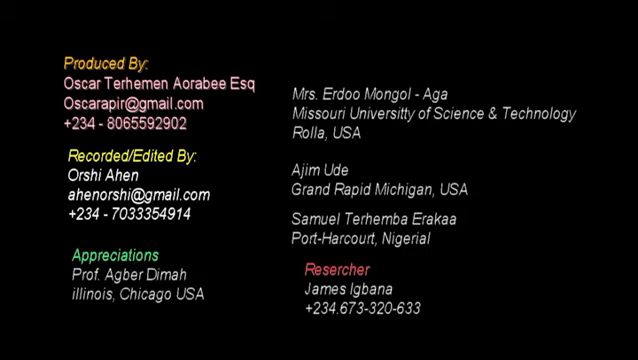 Produced By:
Oscar Terhemen Aorabee Esq
Oscarapir@gmail.com
+234 - 8065592902
Recorded/Edited By:
Orshi Ahen
ahenorshi@gmail.com
+234 - 7033354914
Appreciations
Prof. Agber Dimah
illinois, Chicago USA
Mrs. Erdoo Mongol - Aga
Missouri Universitty of Science & Technology
Rolla, USA
Ajim Ude
Grand Rapid Michigan, USA
Samuel Terhemba Erakaa
Port-Harcourt, Nigerial
Resercher
James Igbana
+234.673-320-633